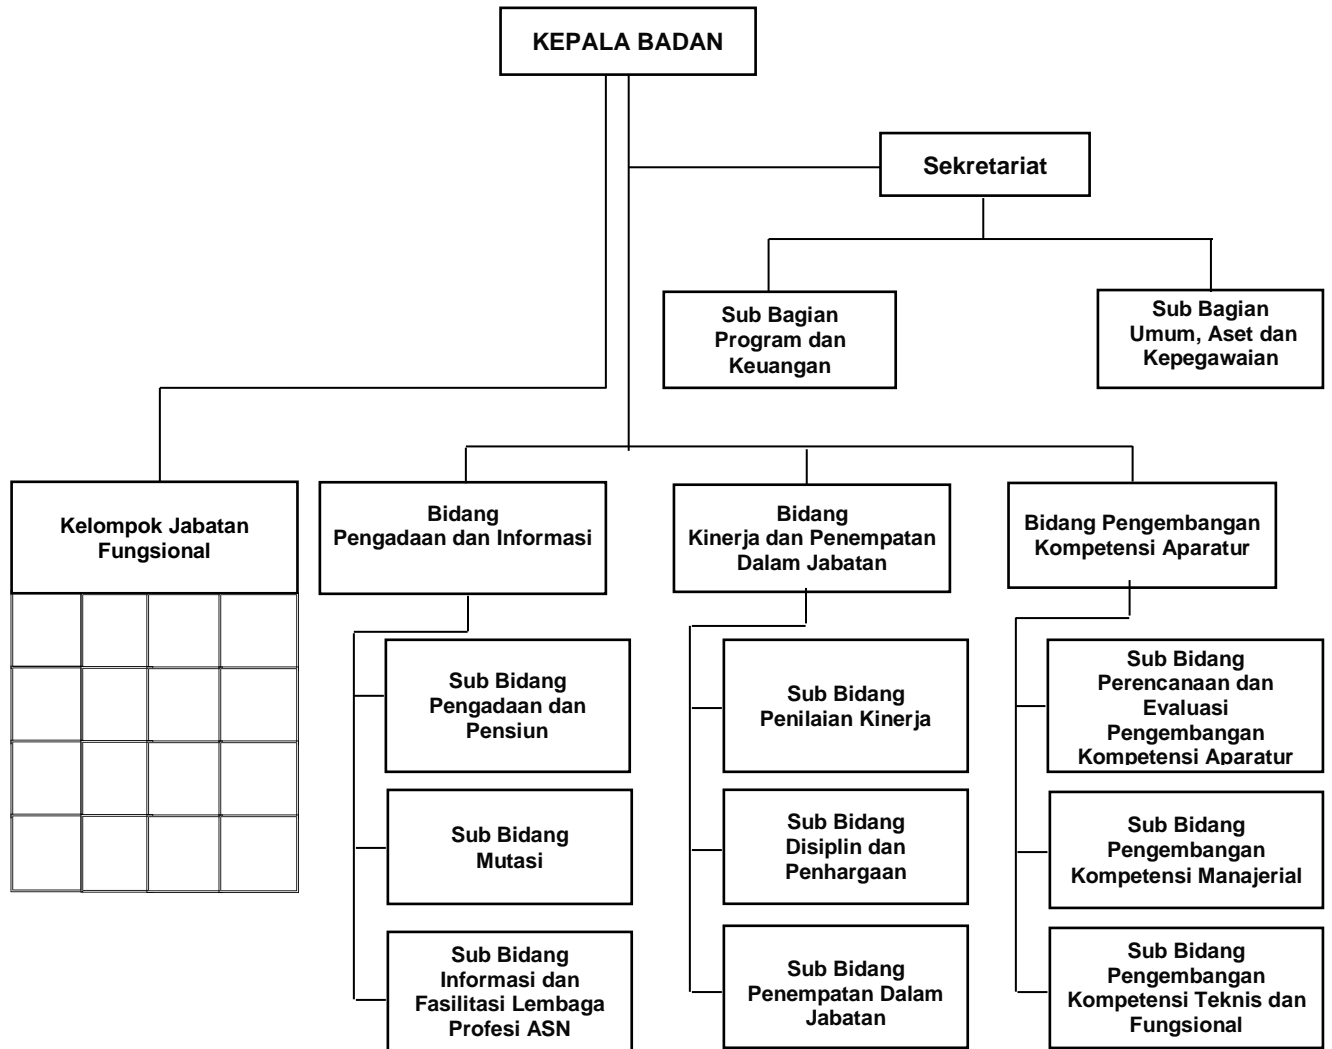 KEPALA BADAN
Sekretariat
Sub Bagian
Program dan
Keuangan
Sub Bagian
Umum, Aset dan
Kepegawaian
Kelompok Jabatan
Fungsional
Bidang
Pengadaan dan Informasi
Bidang
Kinerja dan Penempatan
Dalam Jabatan
Bidang Pengembangan
Kompetensi Aparatur
Sub Bidang
Pengadaan dan
Pensiun
Sub Bidang
Mutasi
Sub Bidang
Informasi dan
Fasilitasi Lembaga
Profesi ASN
Sub Bidang
Penilaian Kinerja
Sub Bidang
Disiplin dan
Penhargaan
Sub Bidang
Penempatan Dalam
Jabatan
Sub Bidang
Perencanaan dan
Evaluasi
Pengembangan
Kompetensi Aparatur
Sub Bidang
Pengembangan
Kompetensi Manajerial
Sub Bidang
Pengembangan
Kompetensi Teknis dan
Fungsional